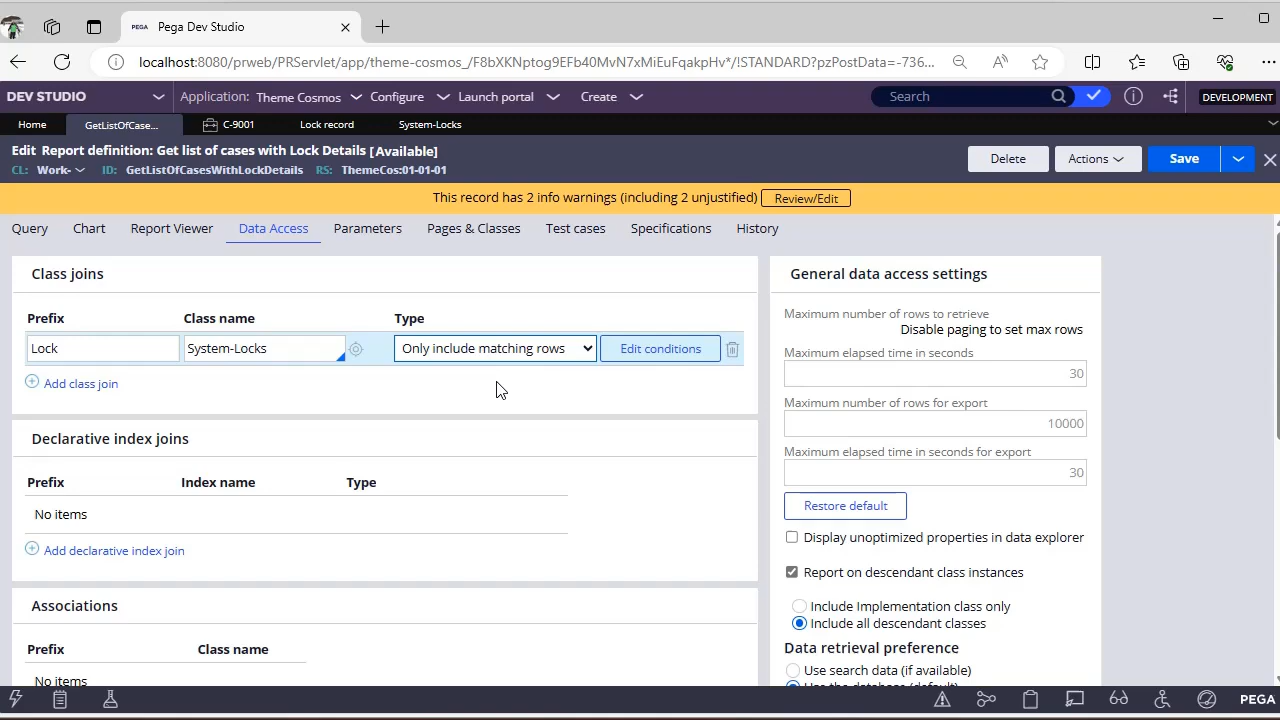 PEGA Pega Dev Studio
localhost:8080/prweb/PRServlet/app/theme-cosmos_/F8bXKNptog9EFb40MvN7xMiEuFqakpHv*/!STANDARD?pzPostData=-736...
DEV STUDIO Application: Theme Cosmos Configure Launch portal Create Search DEVELOPMENT
Home GetListOfCase... C-9001 Lock record System-Locks
Edit Report definition: Get list of cases with Lock Details [Available]
CL: Work- ID: GetListOfCasesWithLockDetails RS: ThemeCos:01-01-01
Delete Actions Save
This record has 2 info warnings (including 2 unjustified) Review/Edit
Query Chart Report Viewer Data Access Parameters Pages & Classes Test cases Specifications History
Class joins
Prefix Class name Type
Lock System-Locks Only include matching rows Edit conditions
Add class join
Declarative index joins
Prefix Index name Type
No items
Add declarative index join
Associations
Prefix Class name
No items
General data access settings
Maximum number of rows to retrieve
Disable paging to set max rows
Maximum elapsed time in seconds
30
Maximum number of rows for export
10000
Maximum elapsed time in seconds for export
30
Restore default
Display unoptimized properties in data explorer
Report on descendant class instances
Include Implementation class only
Include all descendant classes
Data retrieval preference
Use search data (if available)
Use the database (default)
PEGA